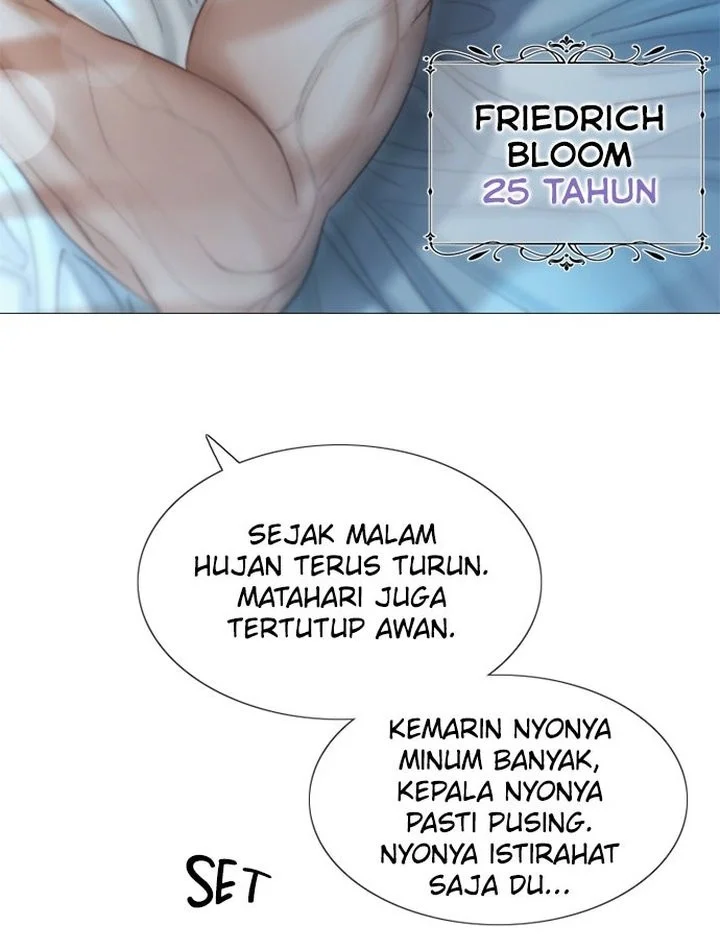 FRIEDRICH
BLOOM
25 TAHUN
SEJAK MALAM
HUJAN TERUS TURUN.
MATAHARI JUGA
TERTUTUP AWAN.
KEMARIN NYONYA
MINUM BANYAK,
KEPALA NYONYA
PASTI PUSING.
NYONYA ISTIRAHAT
SAJA DU...
SET